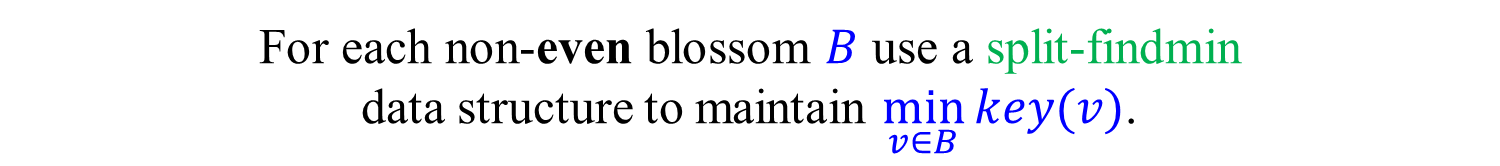 For each non-even blossom B use a split-findmin
data structure to maintain min key(v).
v∈B